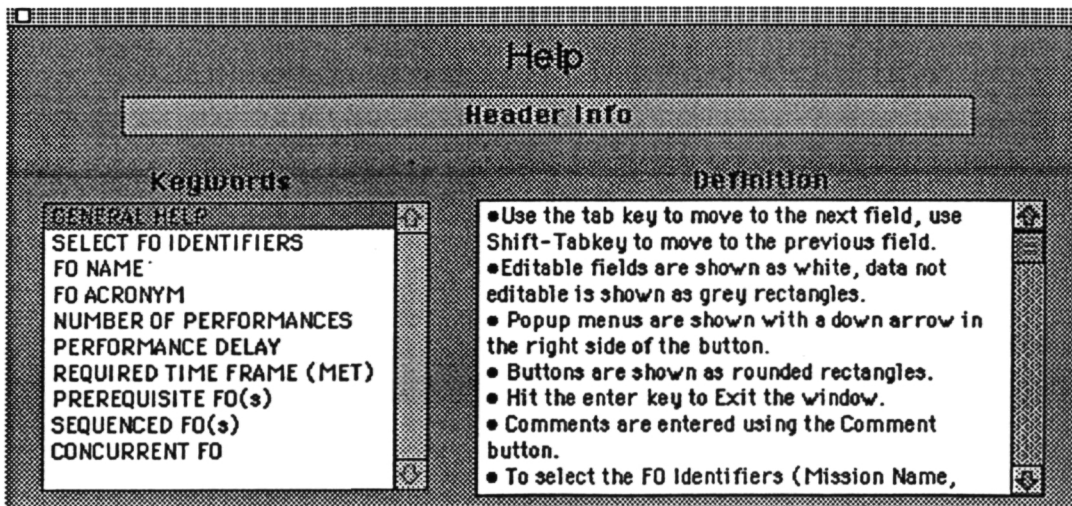 Help
Header Info
Keywords
GENERAL HELP
SELECT FO IDENTIFIERS
FO NAME
FO ACRONYM
NUMBER OF PERFORMANCES
PERFORMANCE DELAY
REQUIRED TIME FRAME (MET)
PREREQUISITE FO(s)
SEQUENCED FO(s)
CONCURRENT FO
Definition
●Use the tab key to move to the next field, use
Shift-Tabkey to move to the previous field.
●Editable fields are shown as white, data not
editable is shown as grey rectangles.
● Popup menus are shown with a down arrow in
the right side of the button.
● Buttons are shown as rounded rectangles.
● Hit the enter key to Exit the window.
● Comments are entered using the Comment
button.
● To select the FO Identifiers (Mission Name,